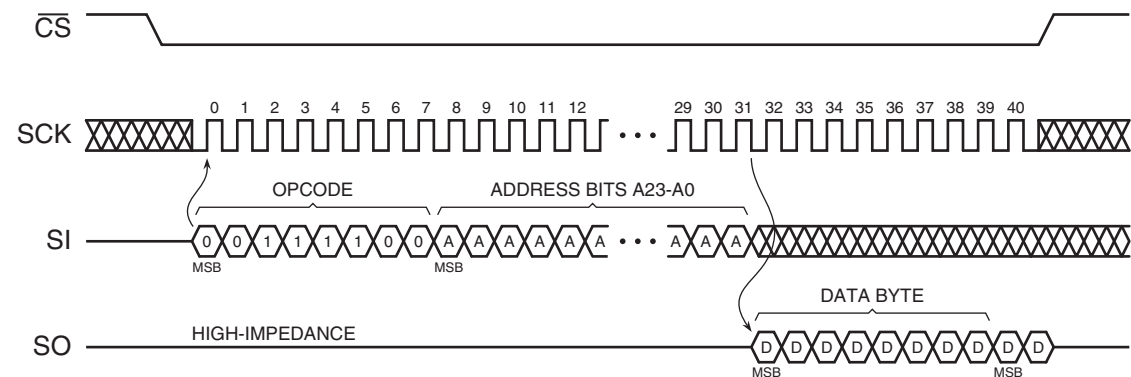 CS
0 1 2 3 4 5 6 7 8 9 10 11 12 29 30 31 32 33 34 35 36 37 38 39 40
SCK
OPCODE ADDRESS BITS A23-A0
SI 0 0 1 1 1 1 0 0 A A A A A A A A A
MSB MSB
DATA BYTE
HIGH-IMPEDANCE
SO D D D D D D D D D D
MSB MSB